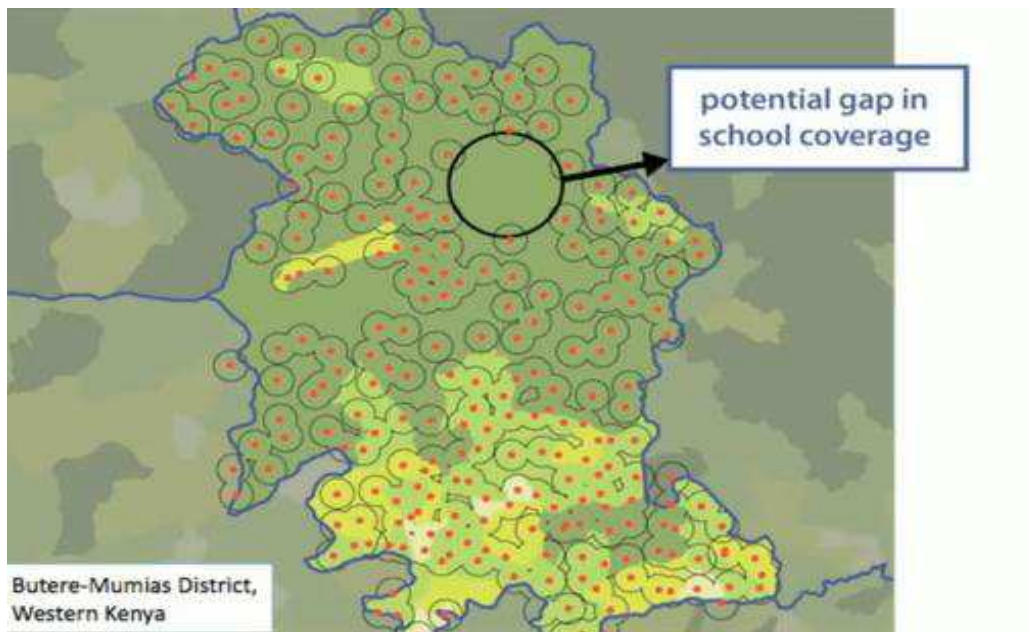 potential gap in
school coverage
Butere-Mumias District,
Western Kenya